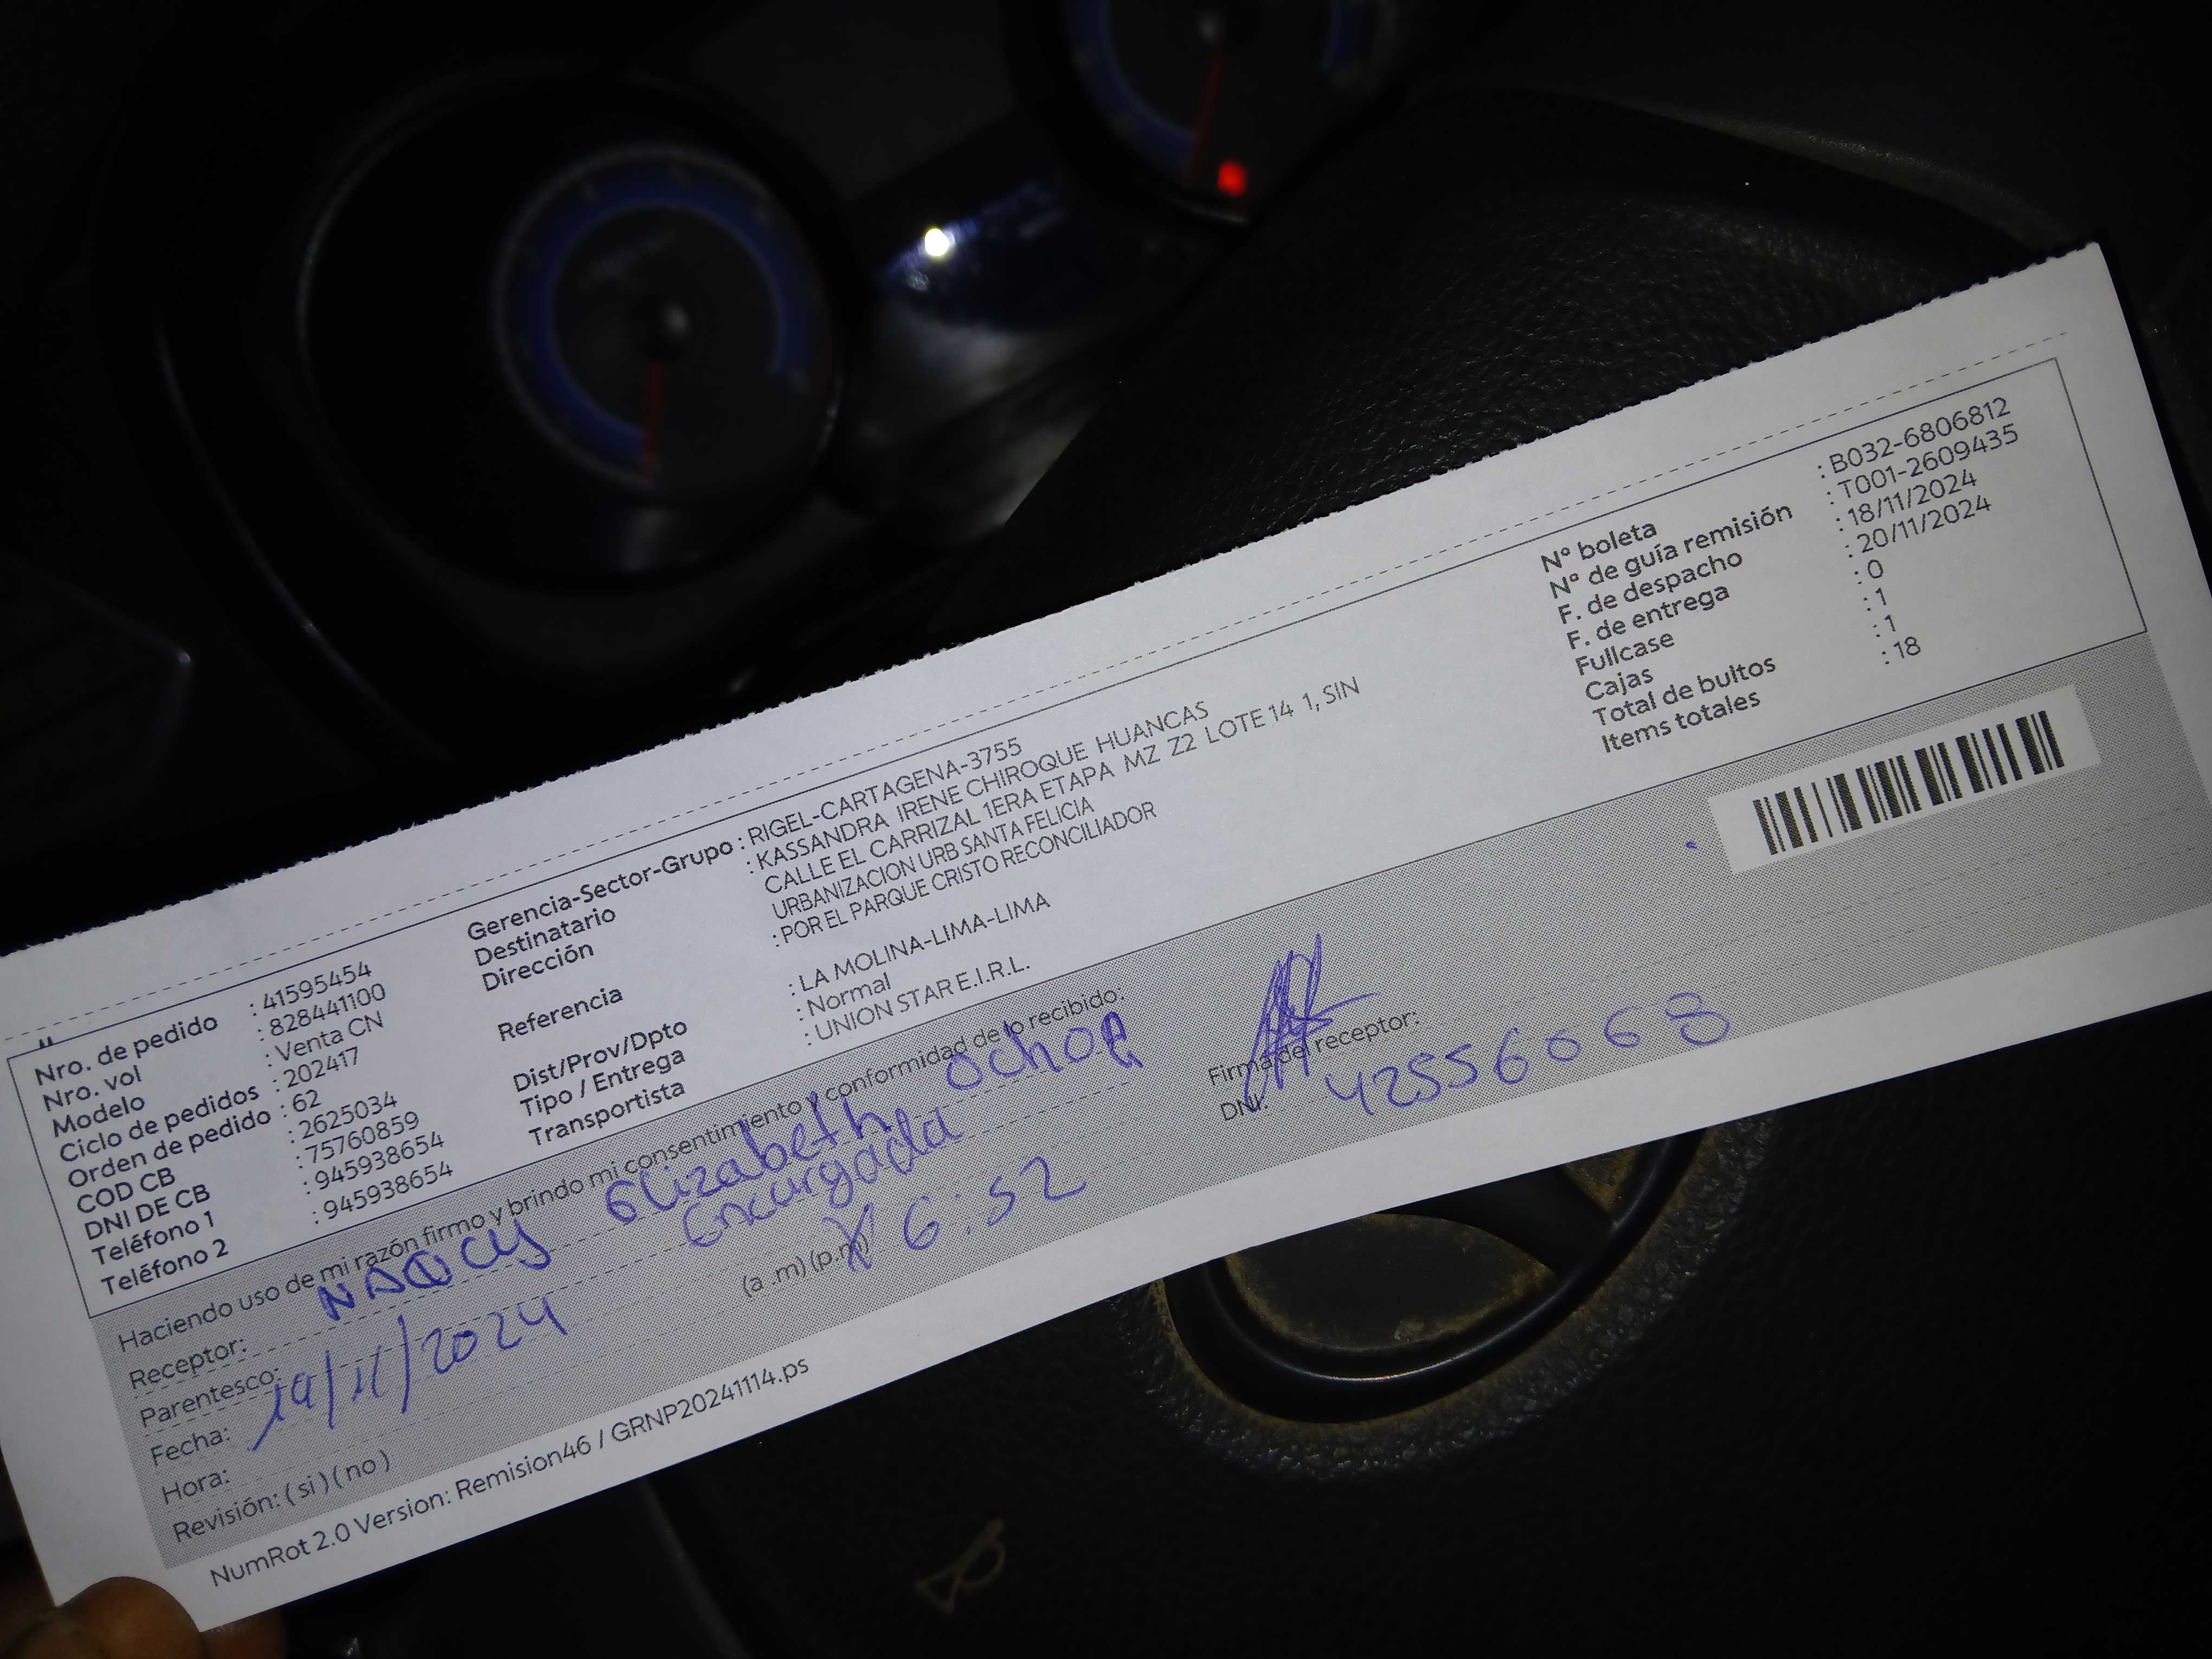 Nro. de pedido : 41595454
Nro. vol : 828441100
Modelo : Venta CN
Ciclo de pedidos : 202417
Orden de pedido : 62
COD CB : 2625034
DNI DE CB : 75760859
Teléfono 1 : 945938654
Teléfono 2 : 945938654
Gerencia-Sector-Grupo : RIGEL-CARTAGENA-3755
Destinatario : KASSANDRA IRENE CHIROQUE HUANCAS
Dirección CALLE EL CARRIZAL 1ERA ETAPA MZ Z2 LOTE 14 1, SIN
URBANIZACION URB SANTA FELICIA
Referencia : POR EL PARQUE CRISTO RECONCILIADOR
Dist/Prov/Dpto : LA MOLINA-LIMA-LIMA
Tipo / Entrega : Normal
Transportista : UNION STAR E.I.R.L.
N° boleta : B032-6806812
N° de guía remisión : T001-2609435
F. de despacho : 18/11/2024
F. de entrega : 20/11/2024
Fullcase : 0
Cajas : 1
Total de bultos : 1
Items totales : 18
Haciendo uso de mi razón firmo y brindo mi consentimiento y conformidad de lo recibido:
Receptor: Nancy Elizabeth Ochoa
Parentesco: Encargada
Fecha: 19/11/2024
Hora: (a.m) (p.m) 6:52
Revisión: (si) (no)
Firma del receptor:
DNI: 42556068
NumRot 2.0 Version: Remision46 / GRNP20241114.ps